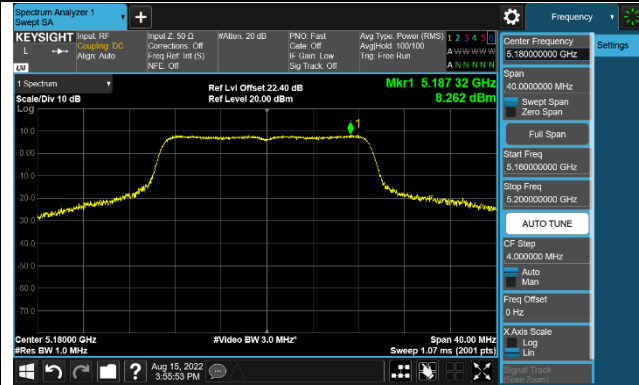 Spectrum Analyzer 1
Swept SA
Frequency
KEYSIGHT
L
LXI
Input: RF
Coupling: DC
Align: Auto
Input Z: 50 Ω
Corrections: Off
Freq Ref: Int (S)
NFE: Off
#Atten: 20 dB
PNO: Fast
Gate: Off
IF Gain: Low
Sig Track: Off
Avg Type: Power (RMS)
Avg|Hold: 100/100
Trig: Free Run
1 2 3 4 5 6
A W W W W W
A N N N N N
1 Spectrum
Scale/Div 10 dB
Log
Ref Lvl Offset 22.40 dB
Ref Level 20.00 dBm
Mkr1 5.187 32 GHz
8.262 dBm
1
10.0
0.00
-10.0
-20.0
-30.0
-40.0
-50.0
-60.0
-70.0
Center 5.18000 GHz
#Res BW 1.0 MHz
#Video BW 3.0 MHz*
Span 40.00 MHz
Sweep 1.07 ms (2001 pts)
Aug 15, 2022
3:55:53 PM
Center Frequency
5.180000000 GHz
Span
40.0000000 MHz
Swept Span
Zero Span
Full Span
Start Freq
5.160000000 GHz
Stop Freq
5.200000000 GHz
AUTO TUNE
CF Step
4.000000 MHz
Auto
Man
Freq Offset
0 Hz
X Axis Scale
Log
Lin
Signal Track
(Span Zoom)
Settings